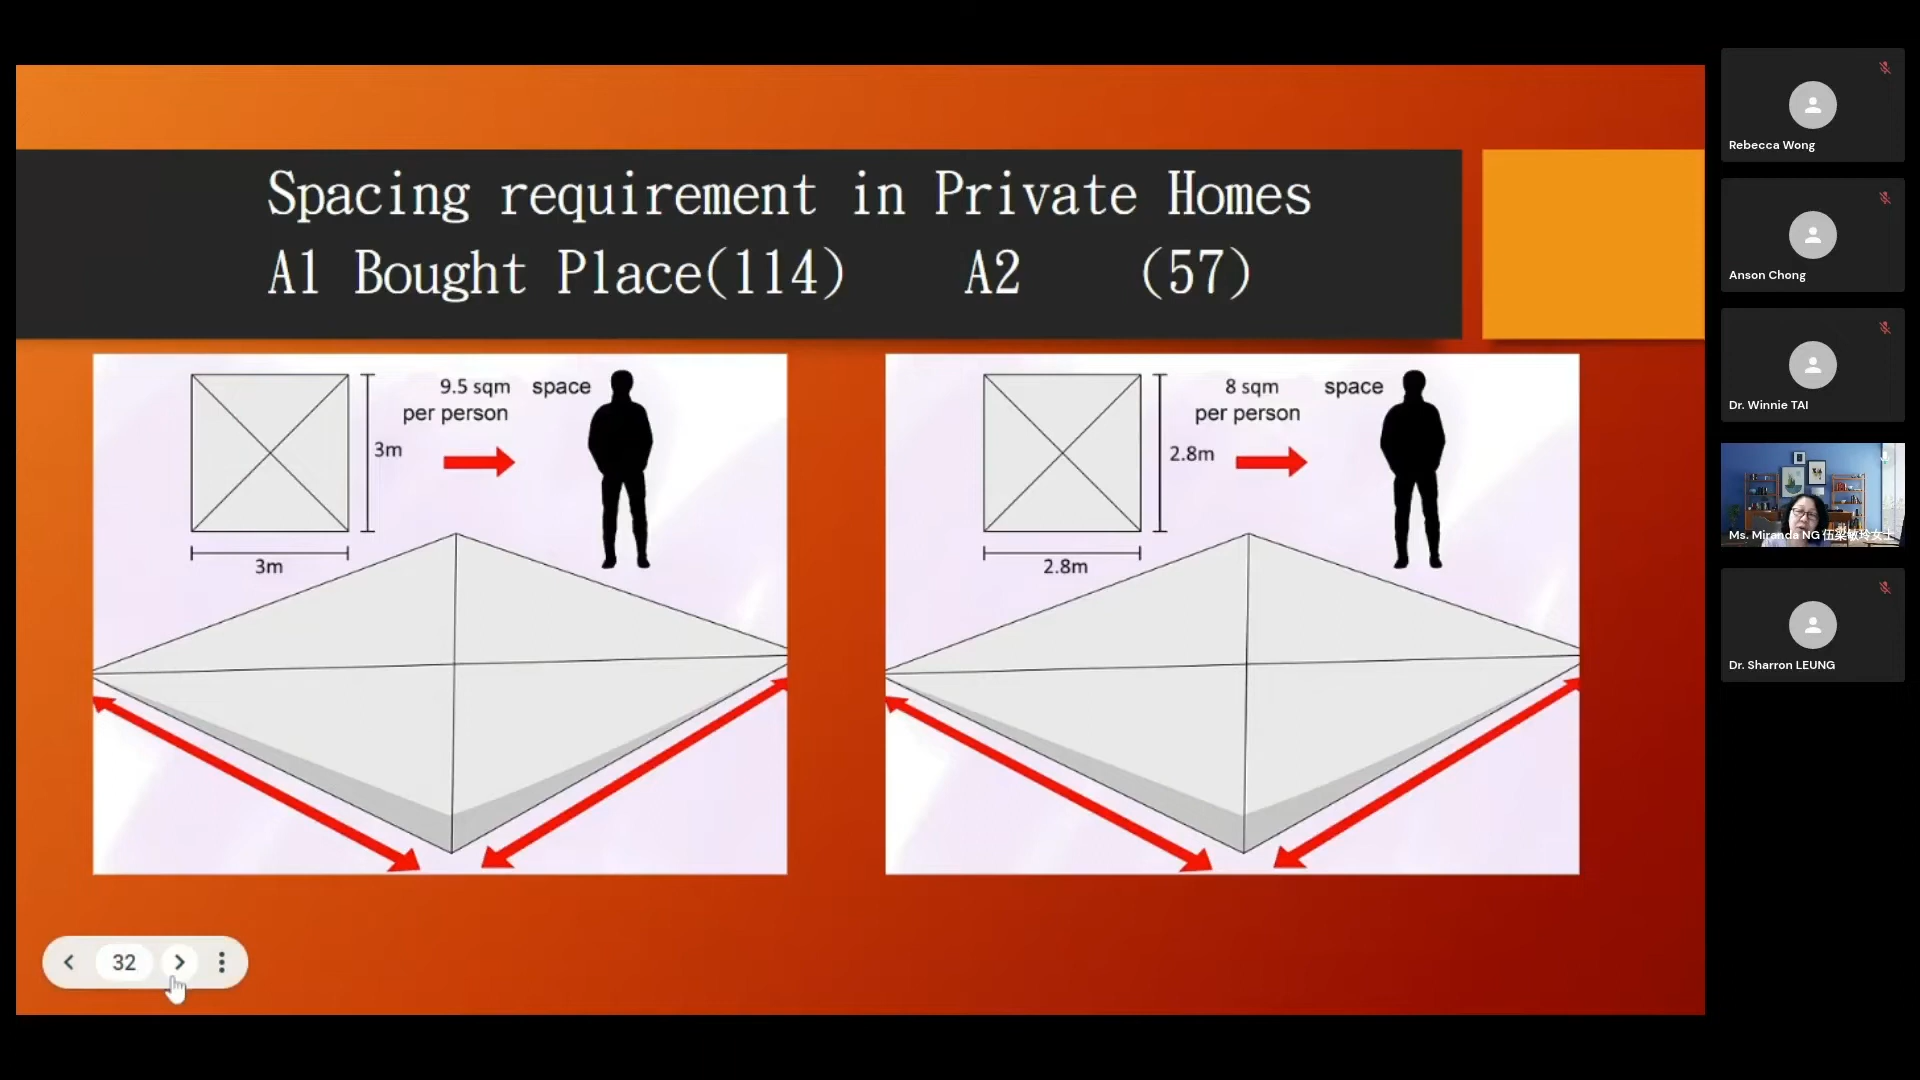 Spacing requirement in Private Homes
A1 Bought Place(114) A2 (57)
9.5 sqm space
per person
3m
3m
8 sqm space
per person
2.8m
2.8m
32
Rebecca Wong
Anson Chong
Dr. Winnie TAI
Ms. Miranda NG 伍梁敏玲女士
Dr. Sharron LEUNG